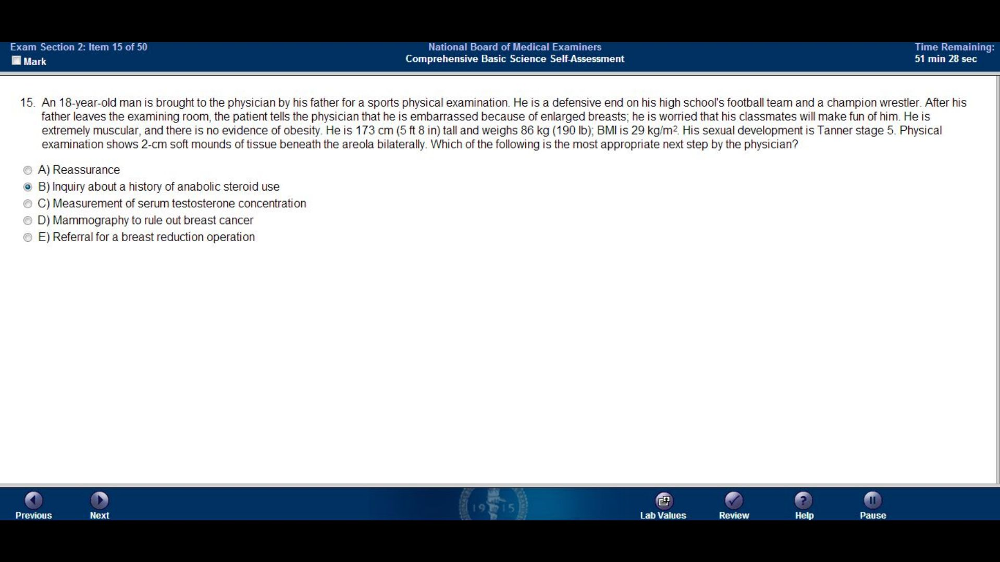 Exam Section 2: Item 15 of 50
Mark
National Board of Medical Examiners
Comprehensive Basic Science Self-Assessment
Time Remaining:
51 min 28 sec
15. An 18-year-old man is brought to the physician by his father for a sports physical examination. He is a defensive end on his high school's football team and a champion wrestler. After his
father leaves the examining room, the patient tells the physician that he is embarrassed because of enlarged breasts; he is worried that his classmates will make fun of him. He is
extremely muscular, and there is no evidence of obesity. He is 173 cm (5 ft 8 in) tall and weighs 86 kg (190 lb); BMI is 29 kg/m². His sexual development is Tanner stage 5. Physical
examination shows 2-cm soft mounds of tissue beneath the areola bilaterally. Which of the following is the most appropriate next step by the physician?
A) Reassurance
B) Inquiry about a history of anabolic steroid use
C) Measurement of serum testosterone concentration
D) Mammography to rule out breast cancer
E) Referral for a breast reduction operation
1915
Previous
Next
Lab Values
Review
Help
Pause